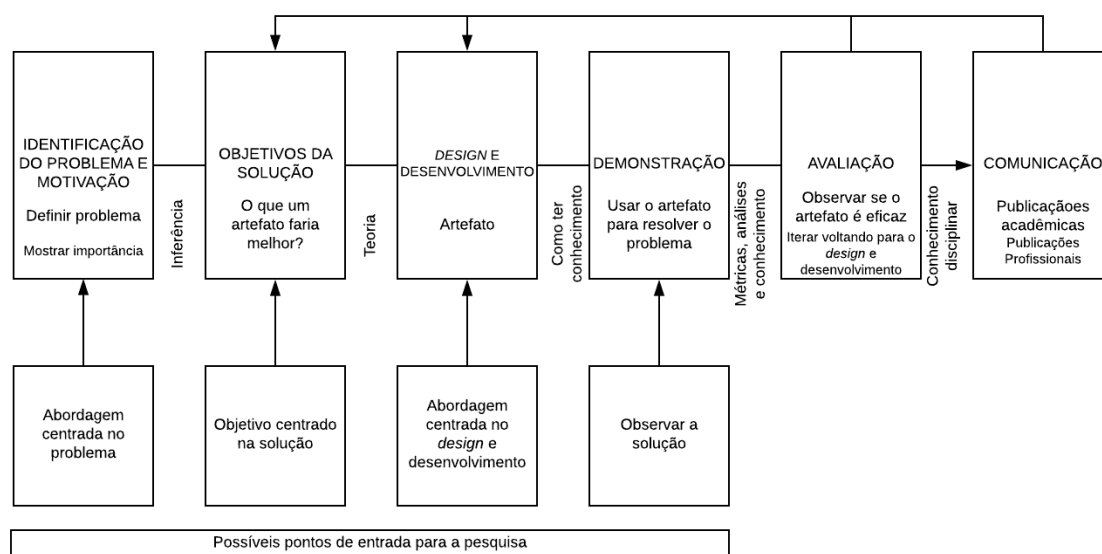 IDENTIFICAÇÃO
DO PROBLEMA E
MOTIVAÇÃO
Definir problema
Mostrar importância
Inferência
OBJETIVOS DA
SOLUÇÃO
O que um
artefato faria
melhor?
Teoria
DESIGN E
DESENVOLVIMENTO
Artefato
Como ter
conhecimento
DEMONSTRAÇÃO
Usar o artefato
para resolver o
problema
Métricas, análises
e conhecimento
AVALIAÇÃO
Observar se o
artefato é eficaz
Iterar voltando para o
design e
desenvolvimento
Conhecimento
disciplinar
COMUNICAÇÃO
Publicaçãoes
acadêmicas
Publicações
Profissionais
Abordagem
centrada no
problema
Objetivo centrado
na solução
Abordagem
centrada no
design e
desenvolvimento
Observar a
solução
Possíveis pontos de entrada para a pesquisa